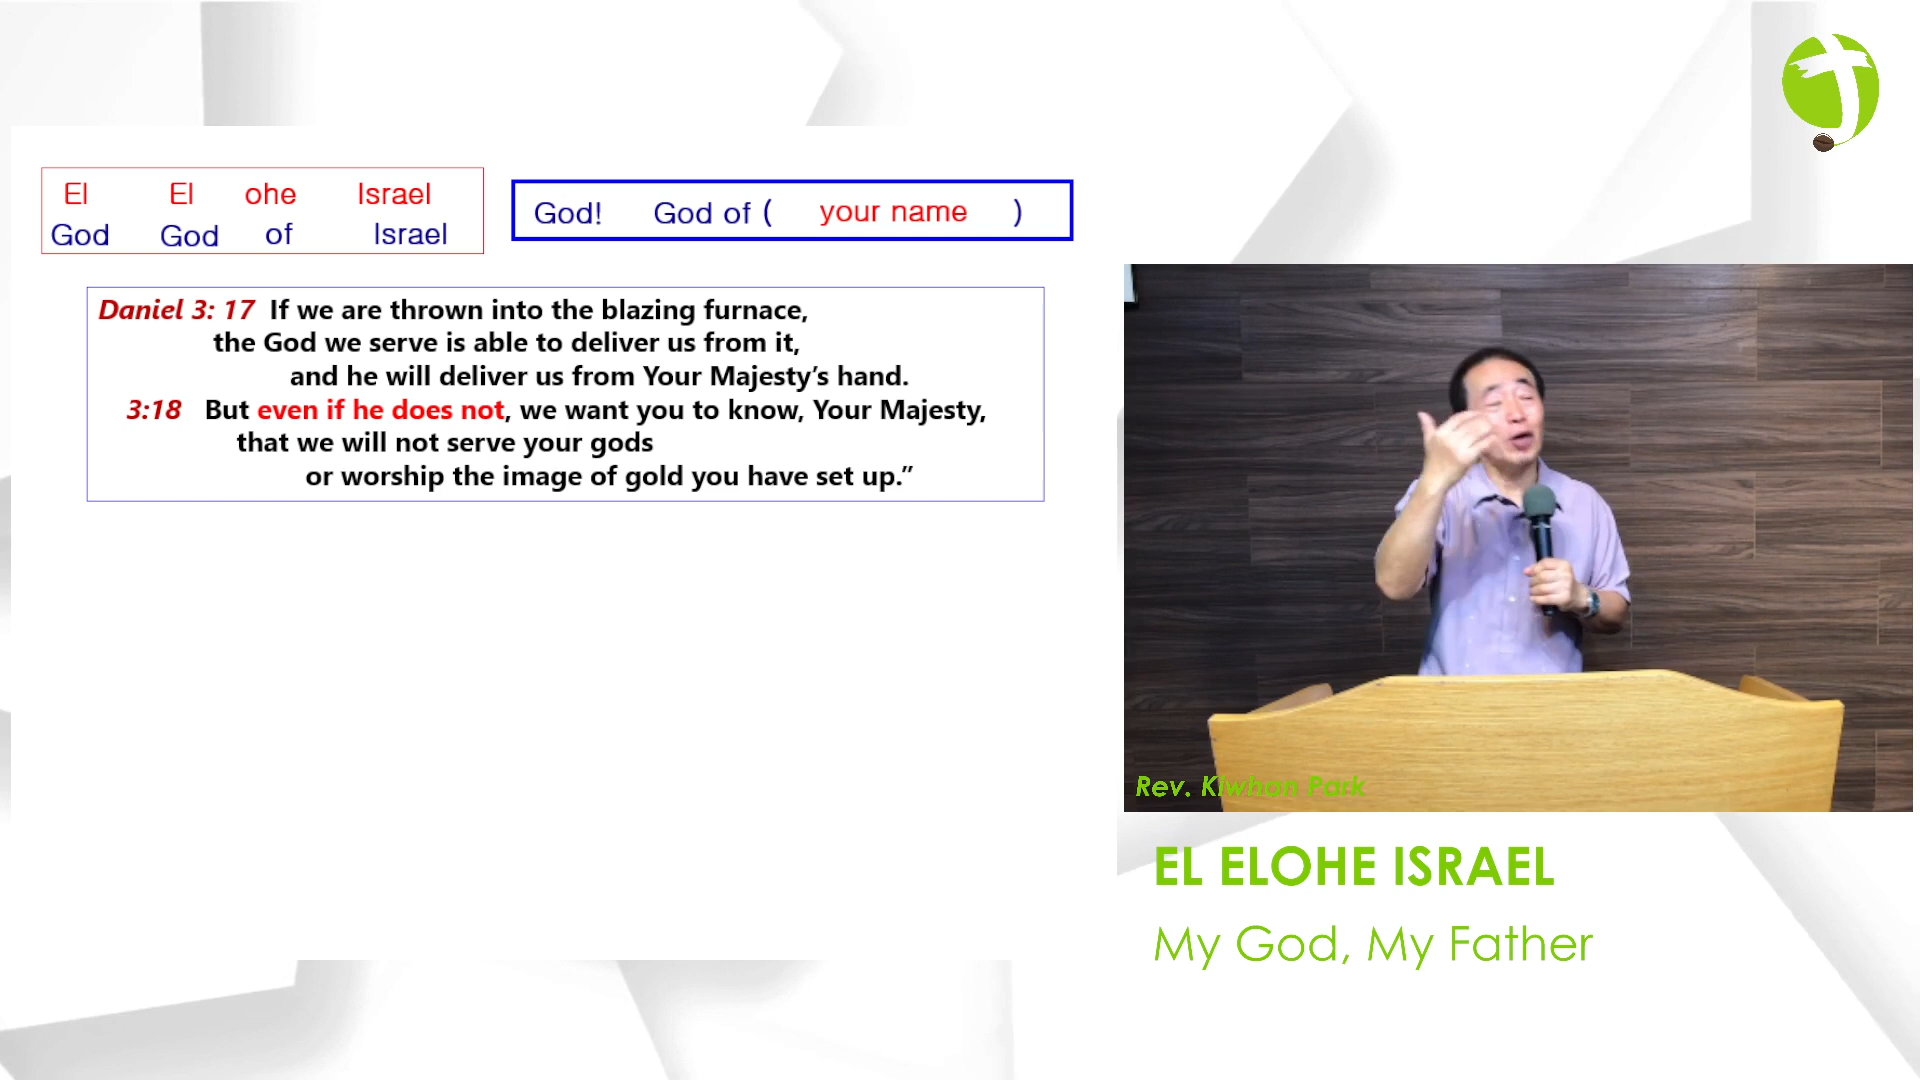 El El ohe Israel
God God of Israel
God! God of ( your name )
Daniel 3: 17 If we are thrown into the blazing furnace,
the God we serve is able to deliver us from it,
and he will deliver us from Your Majesty’s hand.
3:18 But even if he does not, we want you to know, Your Majesty,
that we will not serve your gods
or worship the image of gold you have set up.”
Rev. Kiwhan Park
EL ELOHE ISRAEL
My God, My Father